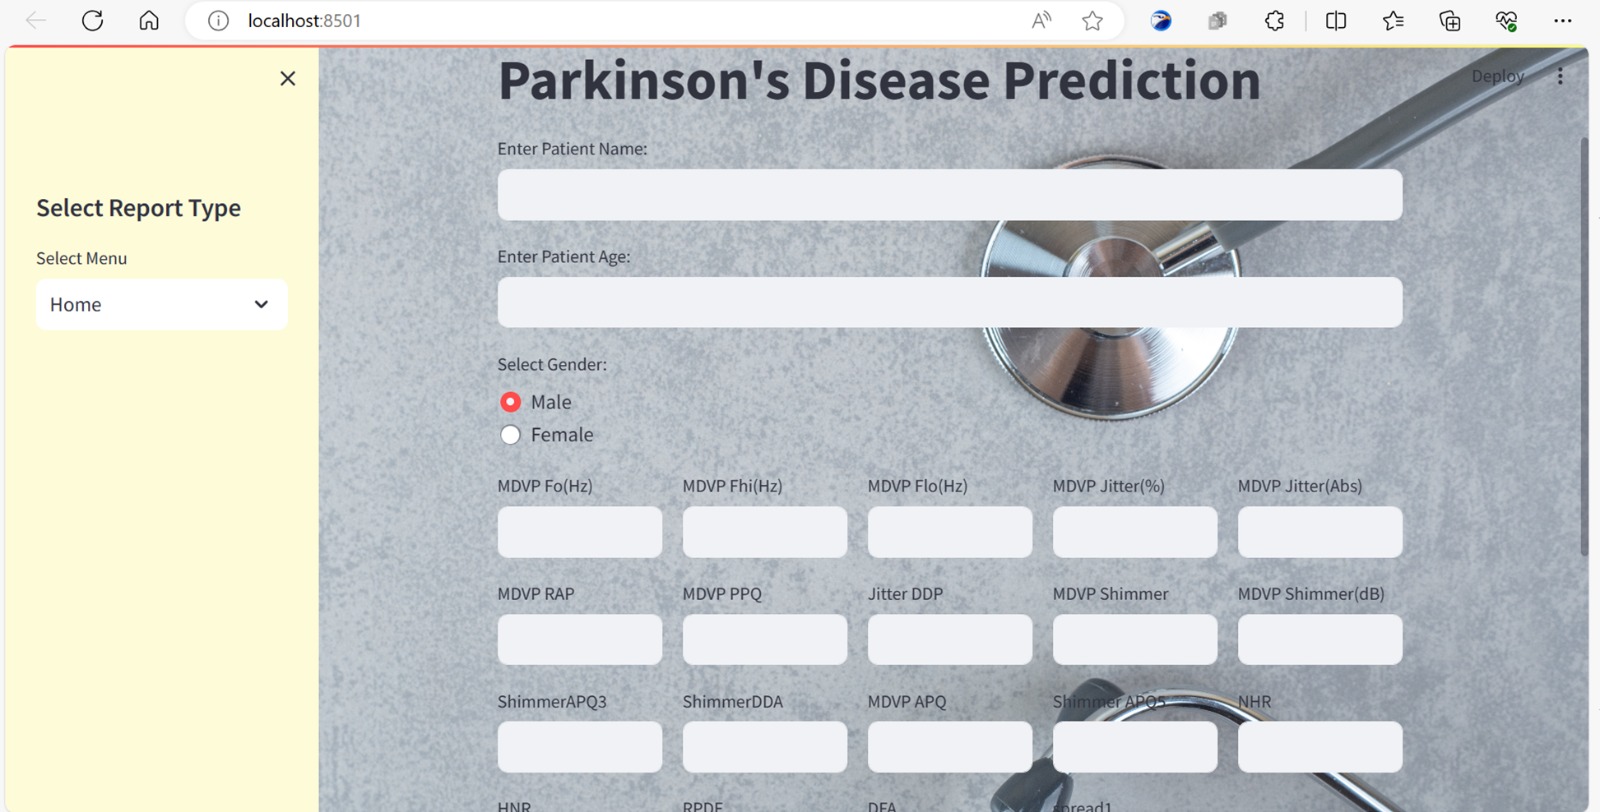 localhost:8501
Deploy
Parkinson's Disease Prediction
Select Report Type
Select Menu
Home
Enter Patient Name:
Enter Patient Age:
Select Gender:
Male
Female
MDVP Fo(Hz) MDVP Fhi(Hz) MDVP Flo(Hz) MDVP Jitter(%) MDVP Jitter(Abs)
MDVP RAP MDVP PPQ Jitter DDP MDVP Shimmer MDVP Shimmer(dB)
ShimmerAPQ3 ShimmerDDA MDVP APQ Shimmer APQ5 NHR
HNR RPDE DFA spread1